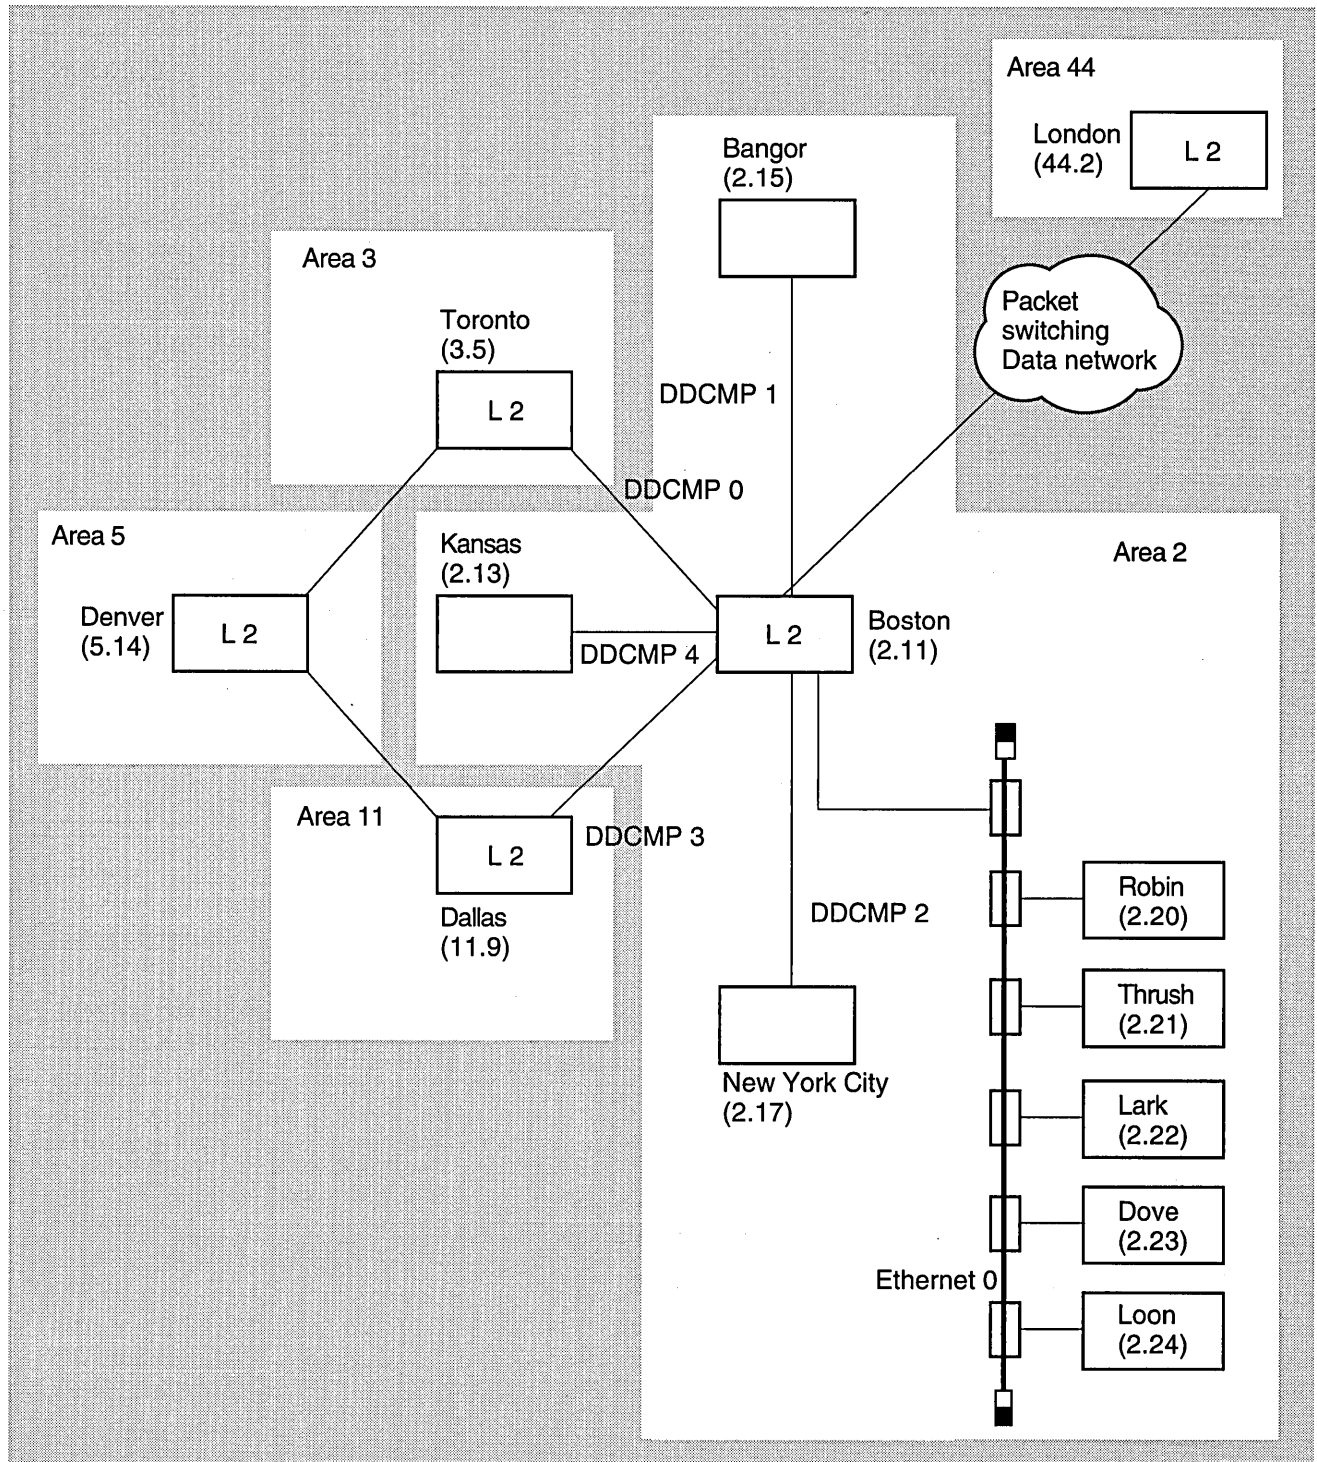 Area 44
London
(44.2)
L 2
Bangor
(2.15)
Area 3
Toronto
(3.5)
L 2
Packet
switching
Data network
DDCMP 1
DDCMP 0
Area 5
Denver
(5.14)
L 2
Kansas
(2.13)
DDCMP 4
L 2
Boston
(2.11)
Area 2
Area 11
L 2
Dallas
(11.9)
DDCMP 3
DDCMP 2
New York City
(2.17)
Robin
(2.20)
Thrush
(2.21)
Lark
(2.22)
Dove
(2.23)
Ethernet 0
Loon
(2.24)